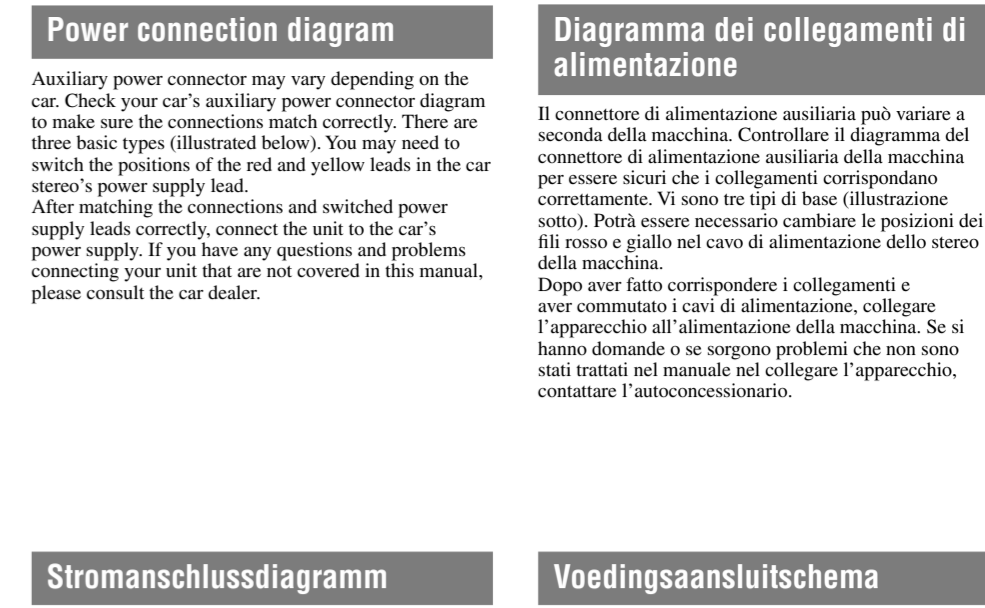 Power connection diagram
Auxiliary power connector may vary depending on the
car. Check your car’s auxiliary power connector diagram
to make sure the connections match correctly. There are
three basic types (illustrated below). You may need to
switch the positions of the red and yellow leads in the car
stereo’s power supply lead.
After matching the connections and switched power
supply leads correctly, connect the unit to the car’s
power supply. If you have any questions and problems
connecting your unit that are not covered in this manual,
please consult the car dealer.
Diagramma dei collegamenti di
alimentazione
Il connettore di alimentazione ausiliaria può variare a
seconda della macchina. Controllare il diagramma del
connettore di alimentazione ausiliaria della macchina
per essere sicuri che i collegamenti corrispondano
correttamente. Vi sono tre tipi di base (illustrazione
sotto). Potrà essere necessario cambiare le posizioni dei
fili rosso e giallo nel cavo di alimentazione dello stereo
della macchina.
Dopo aver fatto corrispondere i collegamenti e
aver commutato i cavi di alimentazione, collegare
l’apparecchio all’alimentazione della macchina. Se si
hanno domande o se sorgono problemi che non sono
stati trattati nel manuale nel collegare l’apparecchio,
contattare l’autoconcessionario.
Stromanschlussdiagramm
Voedingsaansluitschema